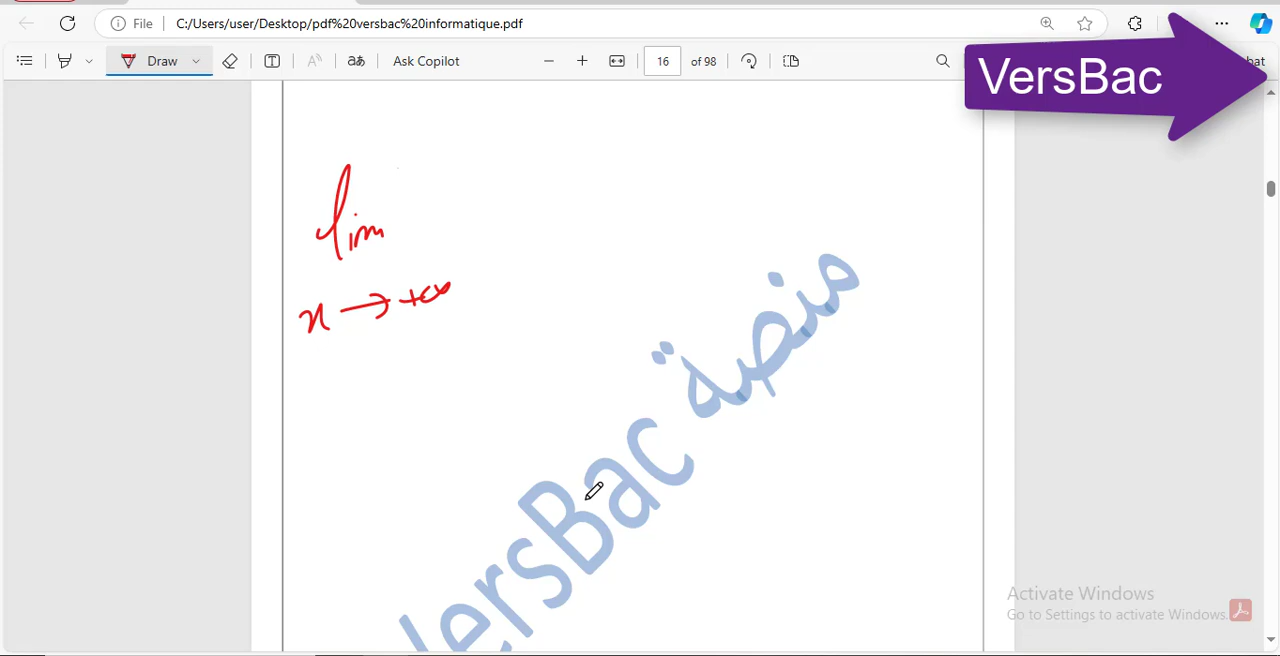 File C:/Users/user/Desktop/pdf%20versbac%20informatique.pdf
Draw Ask Copilot 16 of 98
VersBac
lim
x → +∞
منصة
VersBac
Activate Windows
Go to Settings to activate Windows.